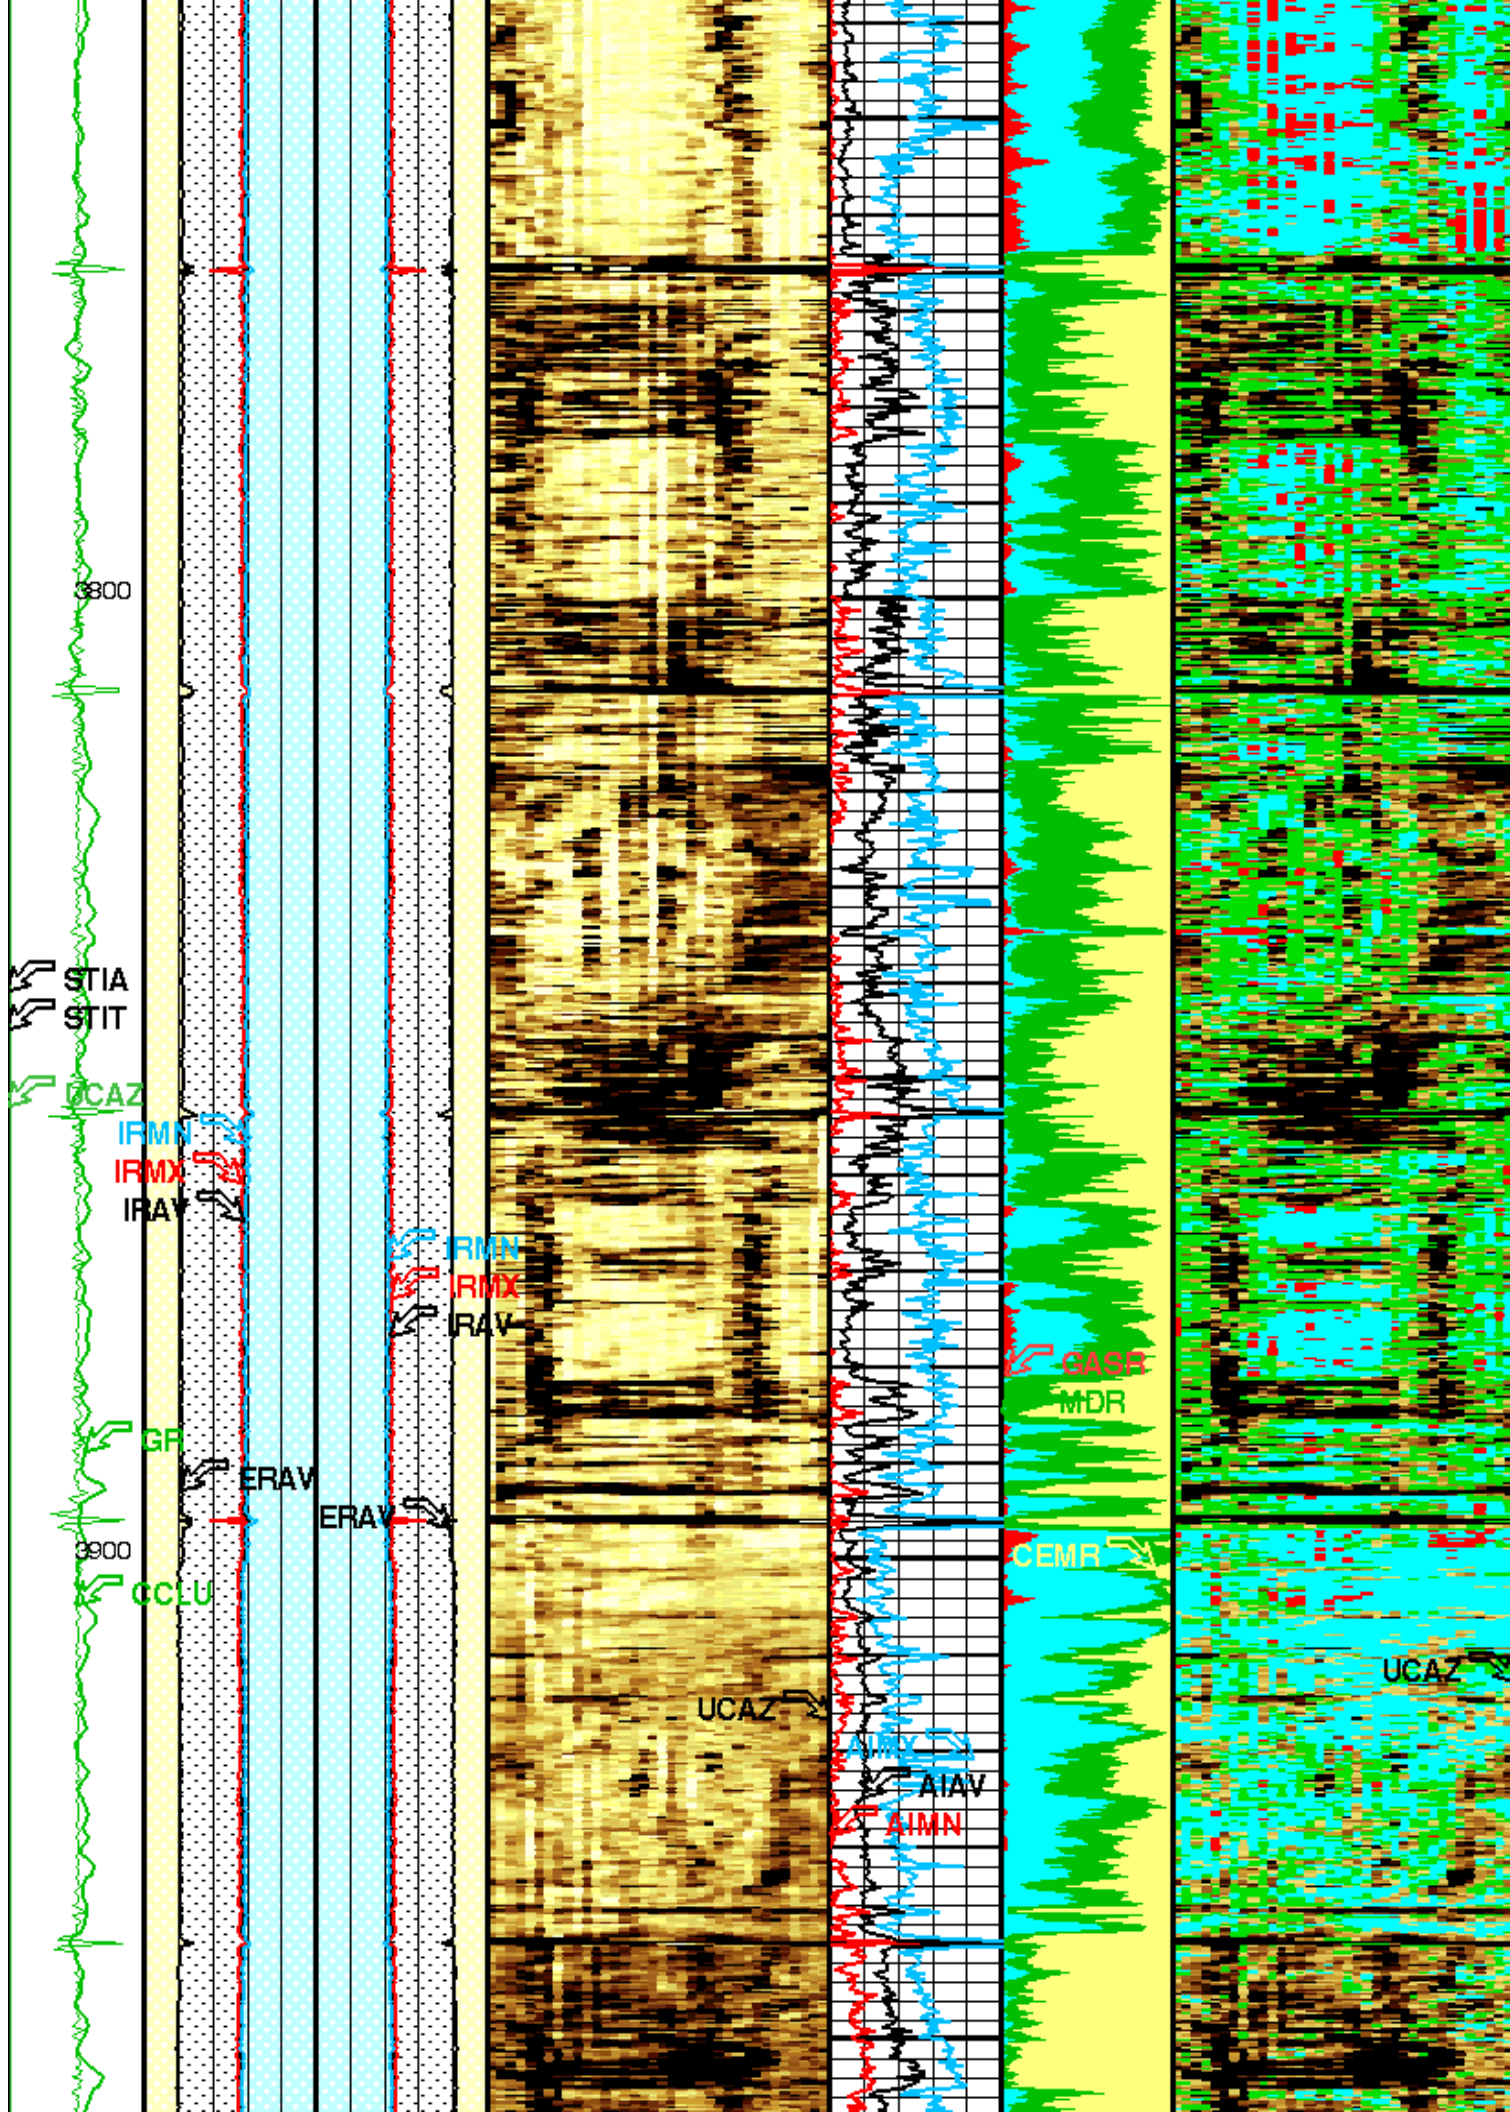 3800
STIA
STIT
UCAZ
IRMN
IRMX
IRAV
IRMN
IRMX
IRAV
GASR
MDR
GR
ERAV
ERAV
3900
CEMR
CCLU
UCAZ
UCAZ
AIMX
AIAV
AIMN